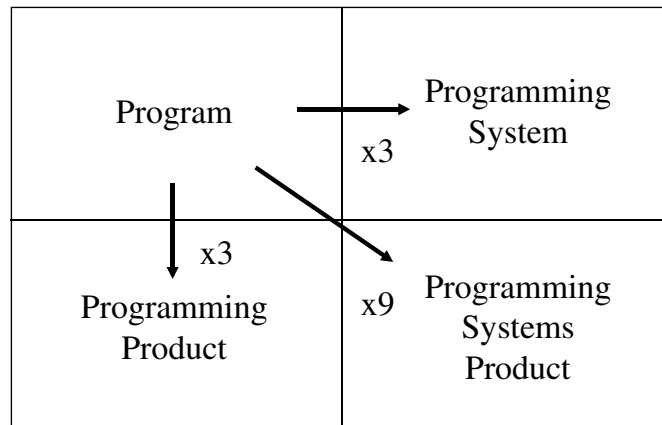 Program
Programming
System
x3
x3
Programming
Product
x9
Programming
Systems
Product